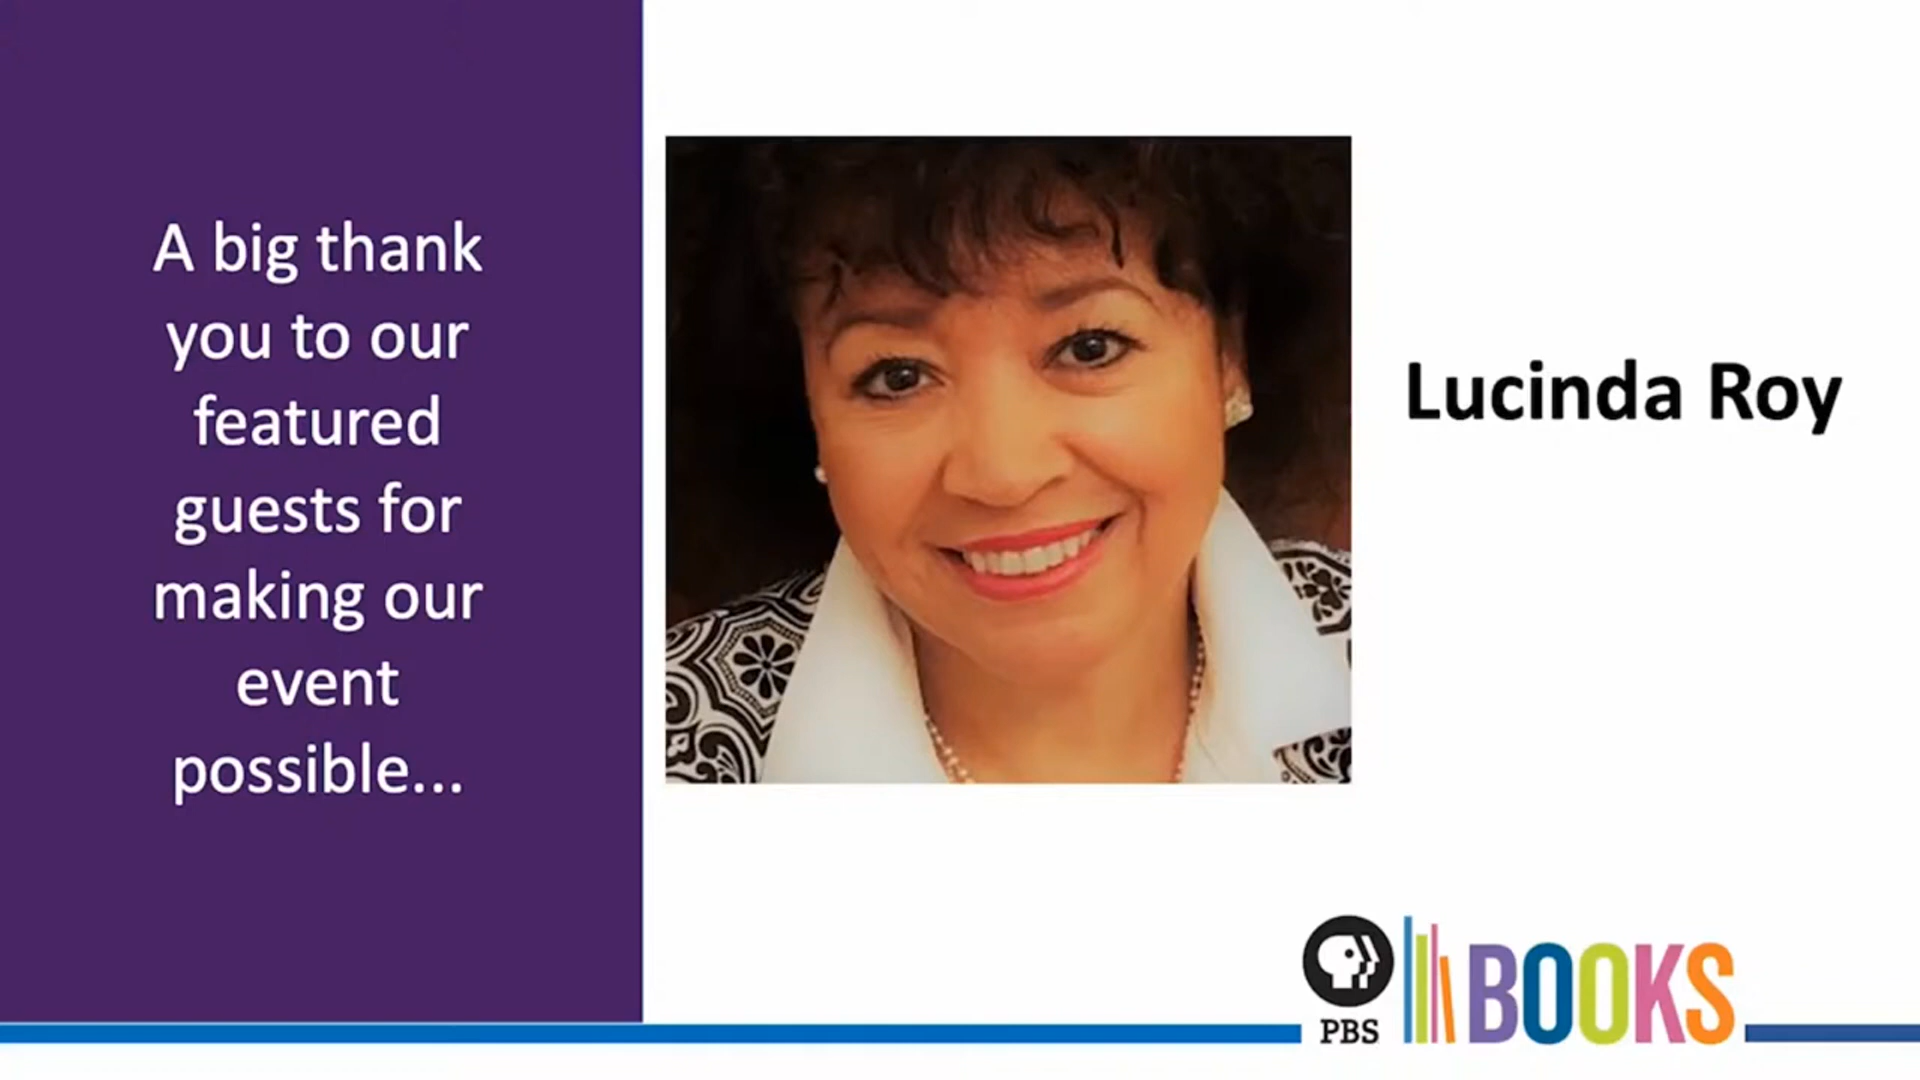 A big thank
you to our
featured
guests for
making our
event
possible...
Lucinda Roy
PBS
BOOKS